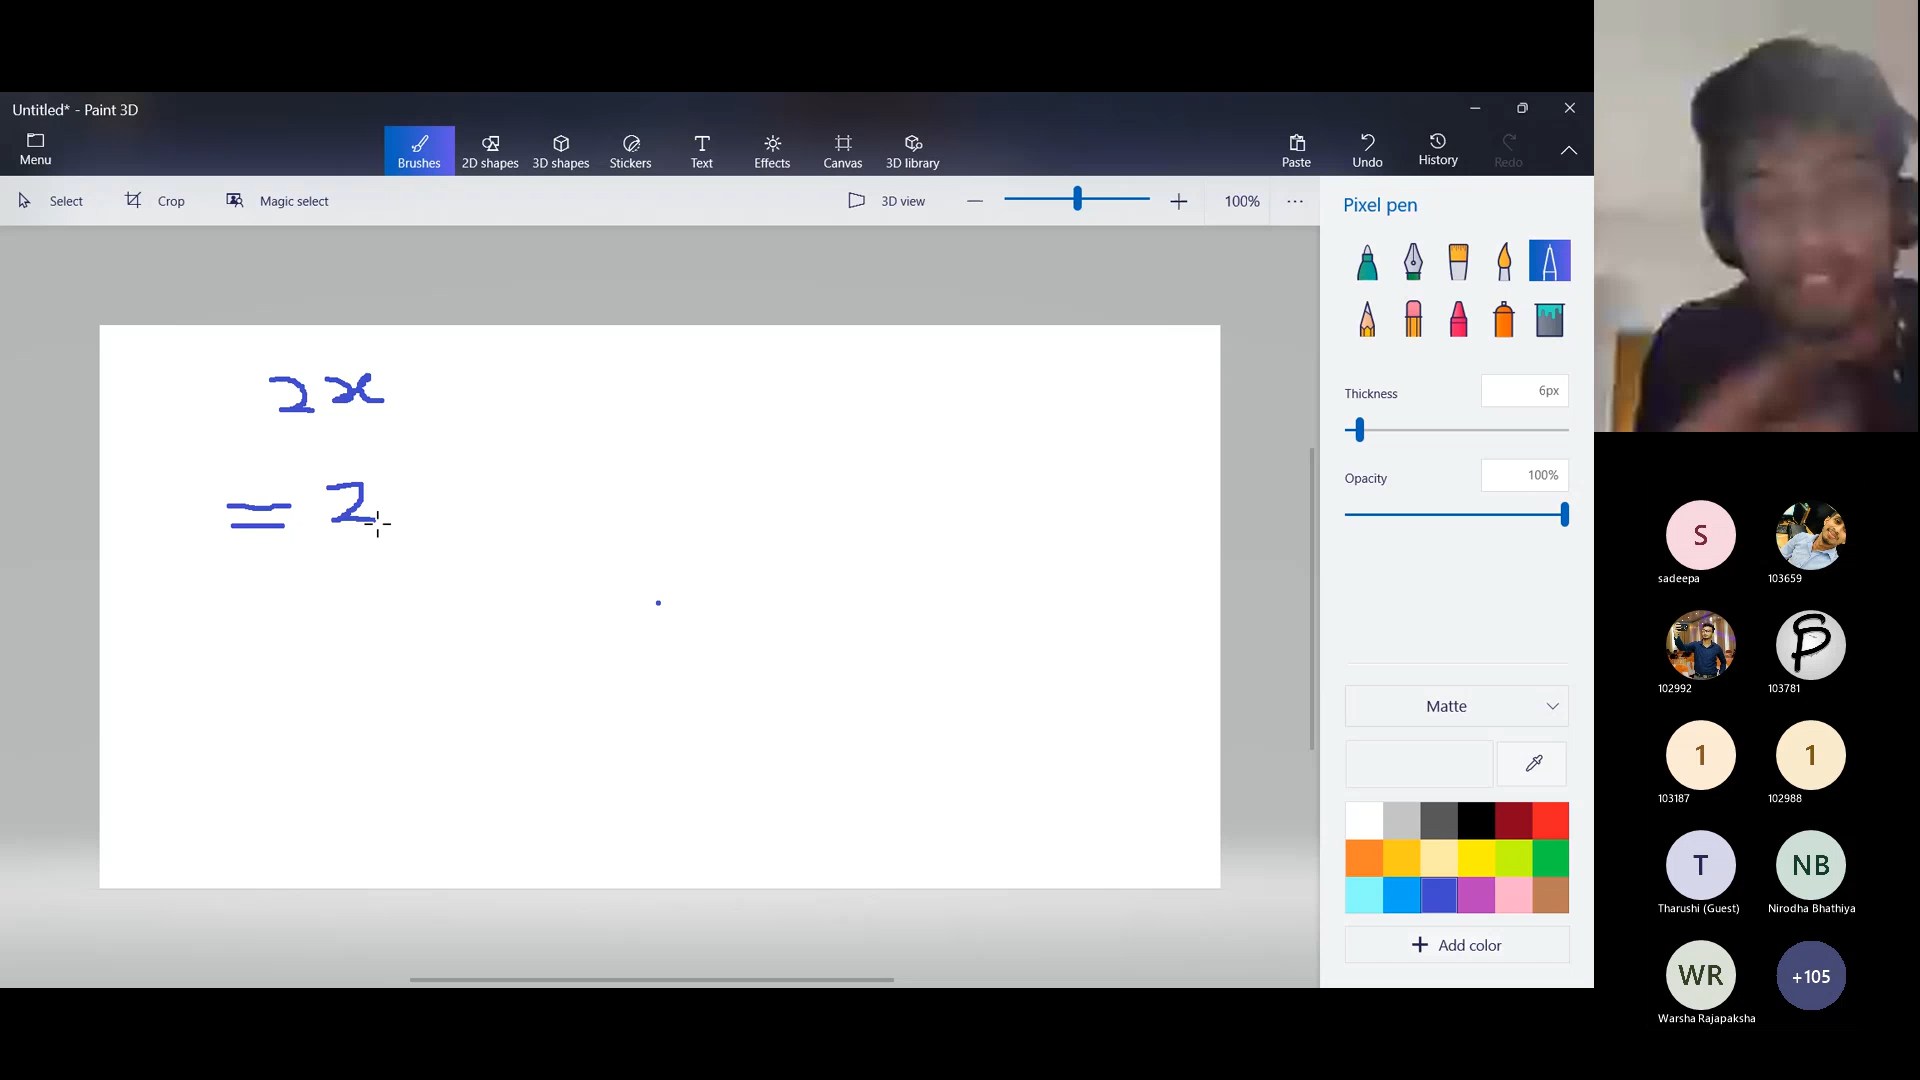 Untitled* - Paint 3D
Menu
Brushes 2D shapes 3D shapes Stickers Text Effects Canvas 3D library
Paste Undo History Redo
Select Crop Magic select 3D view 100% ...
Pixel pen
Thickness 6px
Opacity 100%
Matte
Add color
2x
= 2
S
sadeepa
103659
102992
103781
1
103187
1
102988
T
Tharushi (Guest)
NB
Nirodha Bhathiya
WR
Warsha Rajapaksha
+105